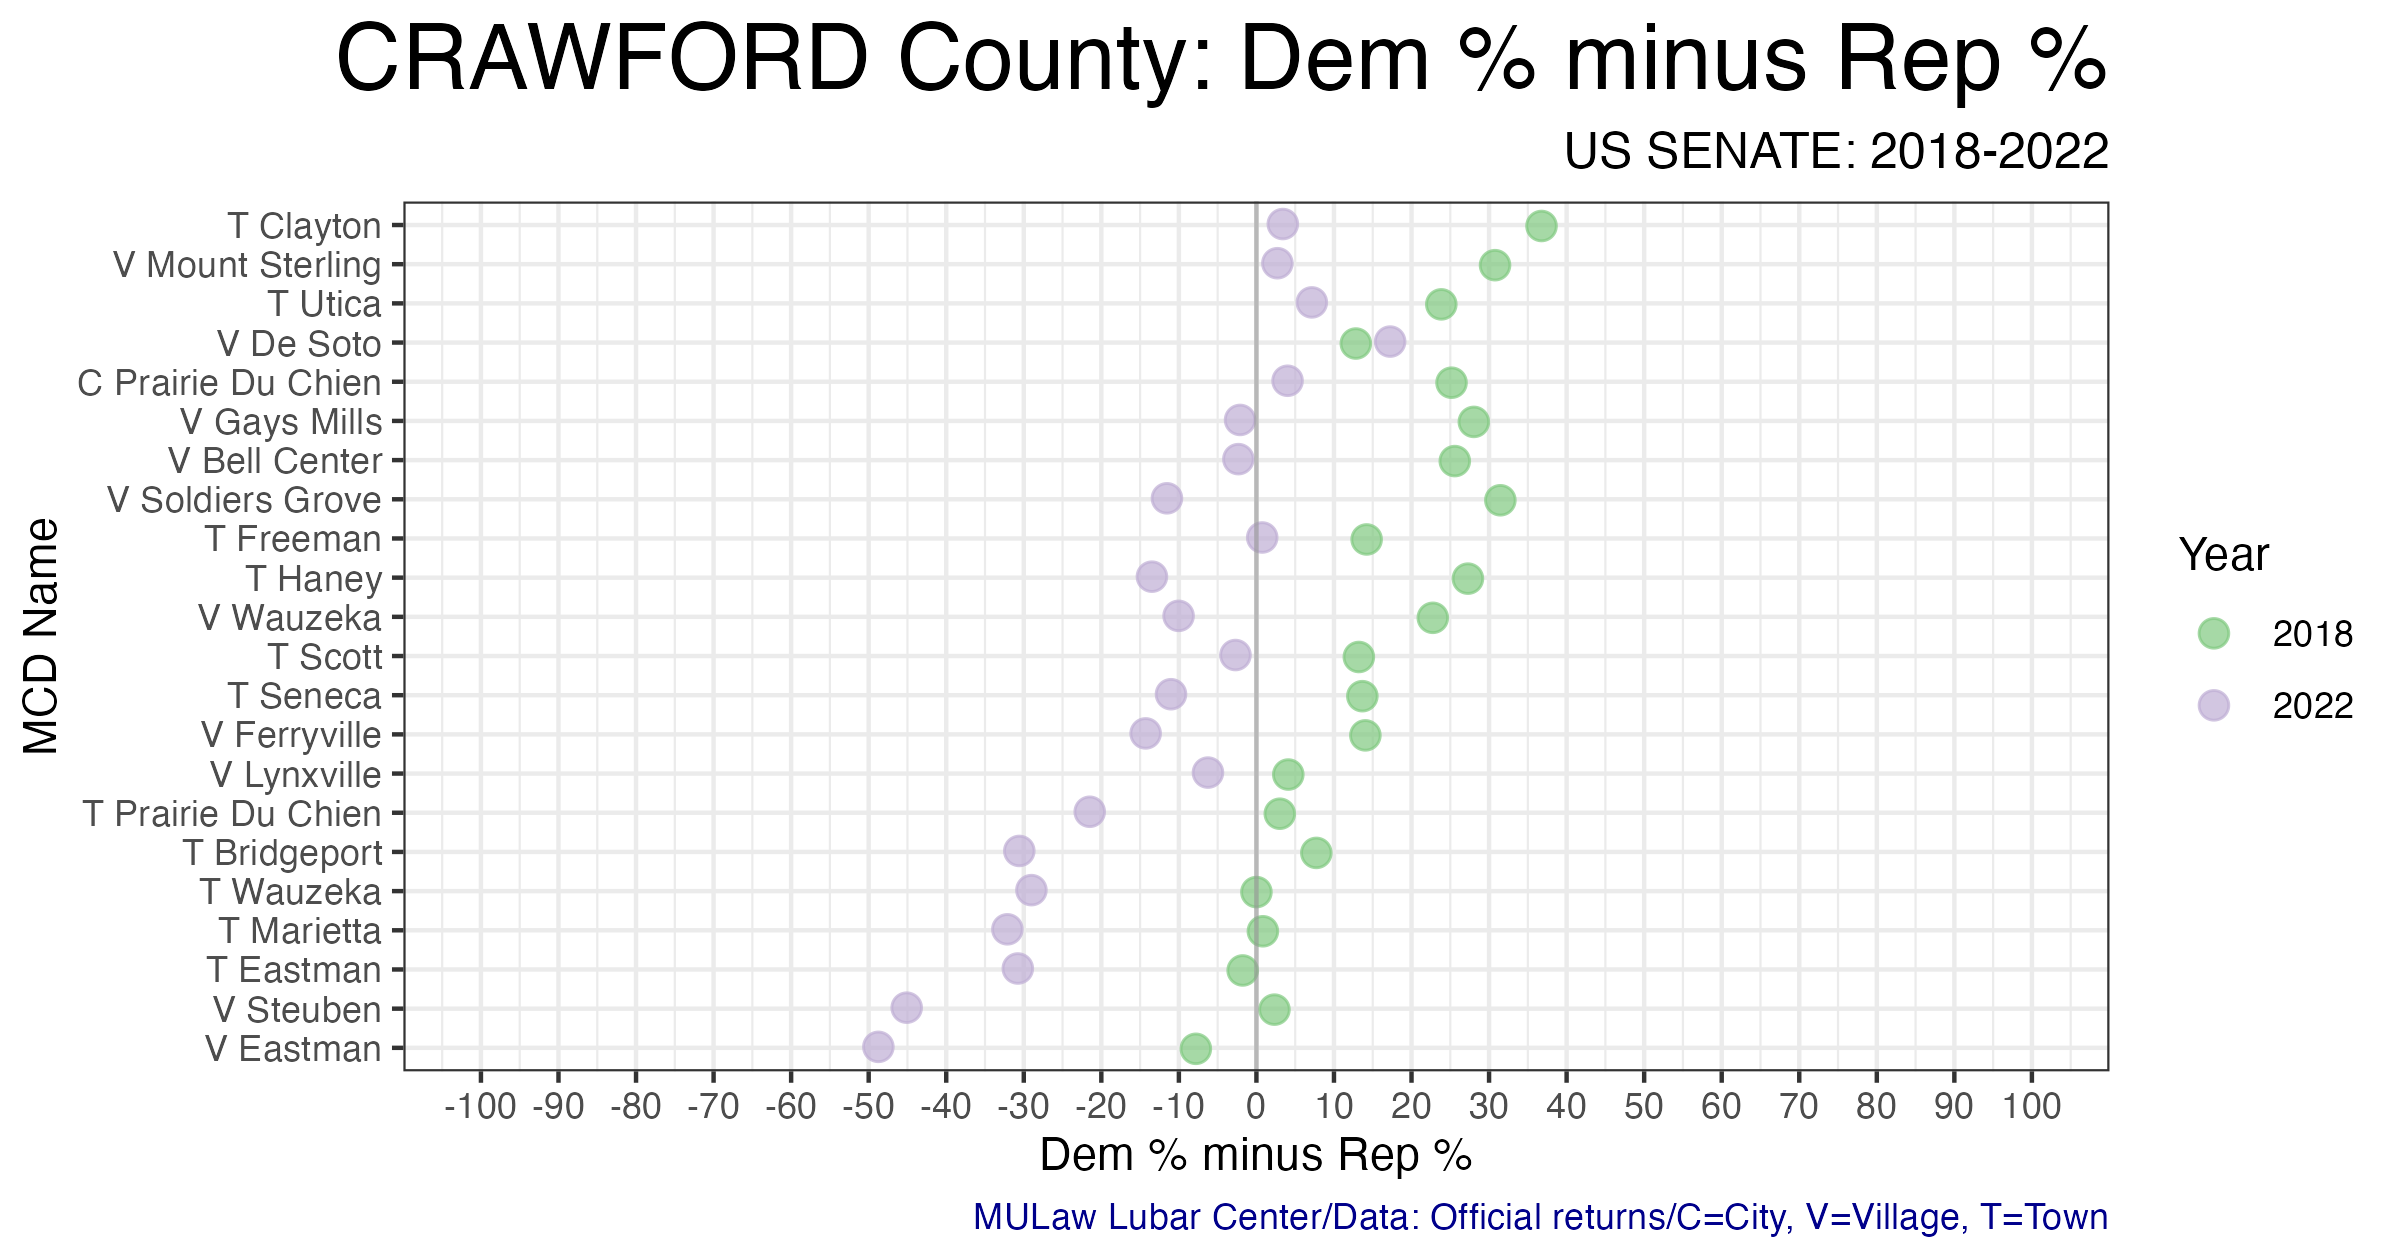 CRAWFORD County: Dem % minus Rep %
US SENATE: 2018-2022
MCD Name
T Clayton
V Mount Sterling
T Utica
V De Soto
C Prairie Du Chien
V Gays Mills
V Bell Center
V Soldiers Grove
T Freeman
T Haney
V Wauzeka
T Scott
T Seneca
V Ferryville
V Lynxville
T Prairie Du Chien
T Bridgeport
T Wauzeka
T Marietta
T Eastman
V Steuben
V Eastman
-100 -90 -80 -70 -60 -50 -40 -30 -20 -10 0 10 20 30 40 50 60 70 80 90 100
Dem % minus Rep %
Year
2018
2022
MULaw Lubar Center/Data: Official returns/C=City, V=Village, T=Town